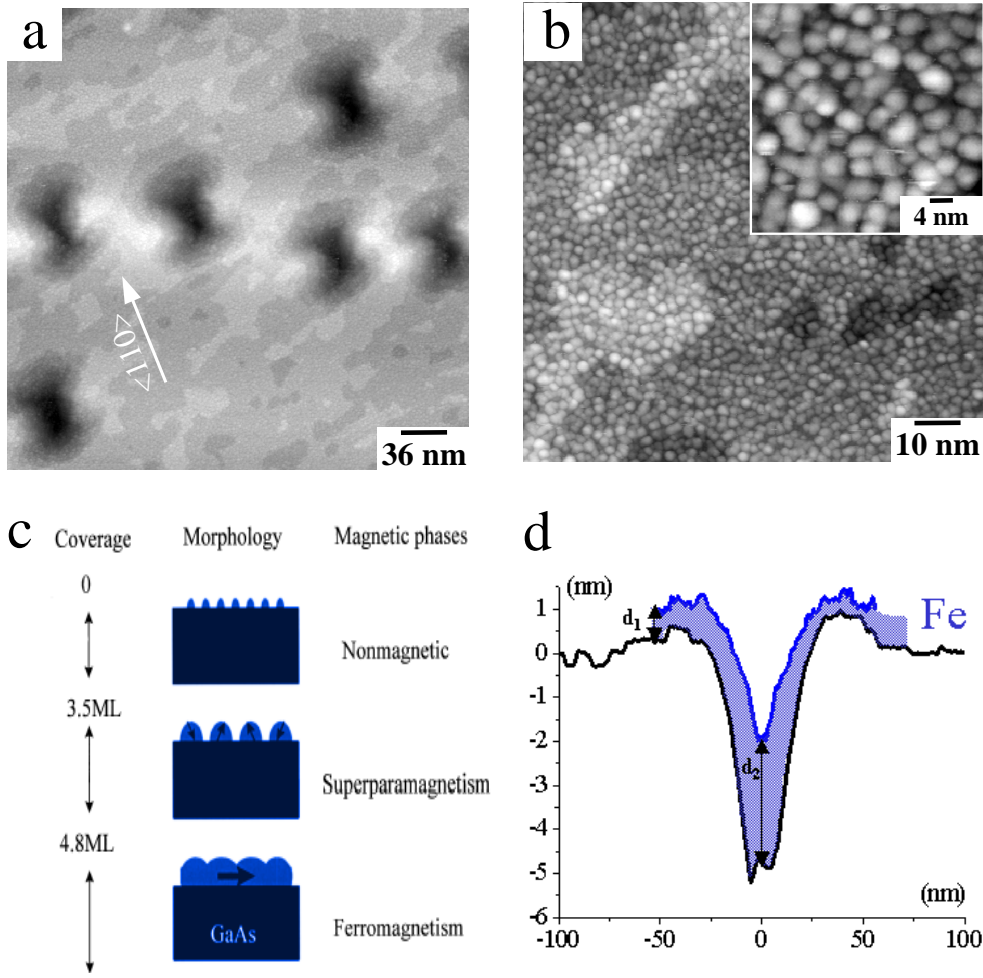 a
<110>
36 nm
b
4 nm
10 nm
c
Coverage
Morphology
Magnetic phases
0
Nonmagnetic
3.5ML
Superparamagnetism
4.8ML
GaAs
Ferromagnetism
d
(nm)
1
d1
Fe
0
-1
-2
d2
-3
-4
-5
(nm)
-6
-100
-50
0
50
100